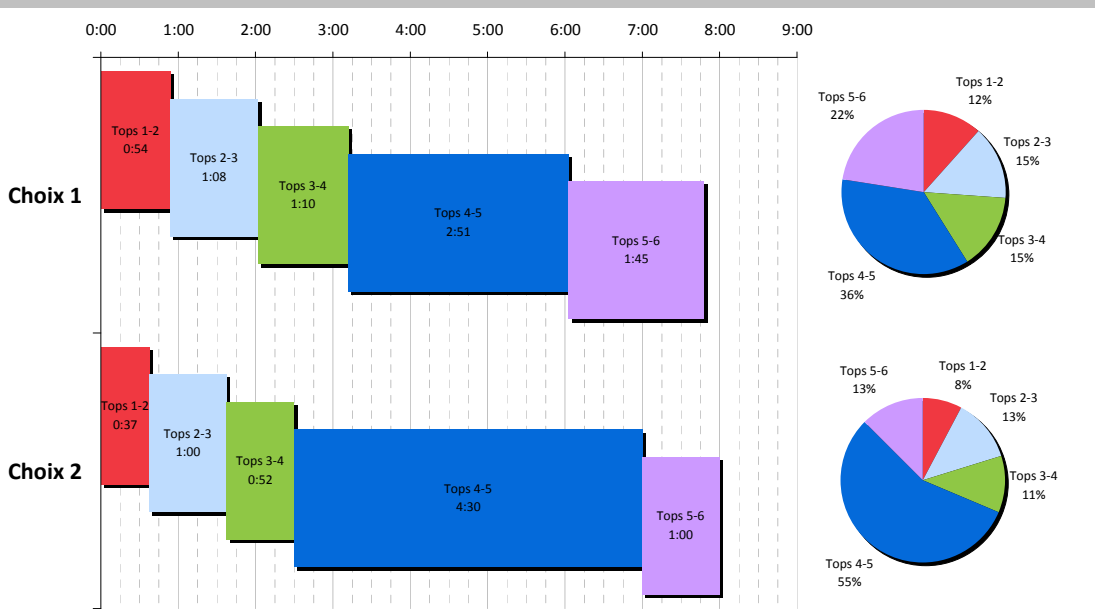 0:00 1:00 2:00 3:00 4:00 5:00 6:00 7:00 8:00 9:00
Choix 1
Tops 1-2
0:54
Tops 2-3
1:08
Tops 3-4
1:10
Tops 4-5
2:51
Tops 5-6
1:45
Tops 1-2
12%
Tops 2-3
15%
Tops 3-4
15%
Tops 4-5
36%
Tops 5-6
22%
Choix 2
Tops 1-2
0:37
Tops 2-3
1:00
Tops 3-4
0:52
Tops 4-5
4:30
Tops 5-6
1:00
Tops 1-2
8%
Tops 2-3
13%
Tops 3-4
11%
Tops 4-5
55%
Tops 5-6
13%